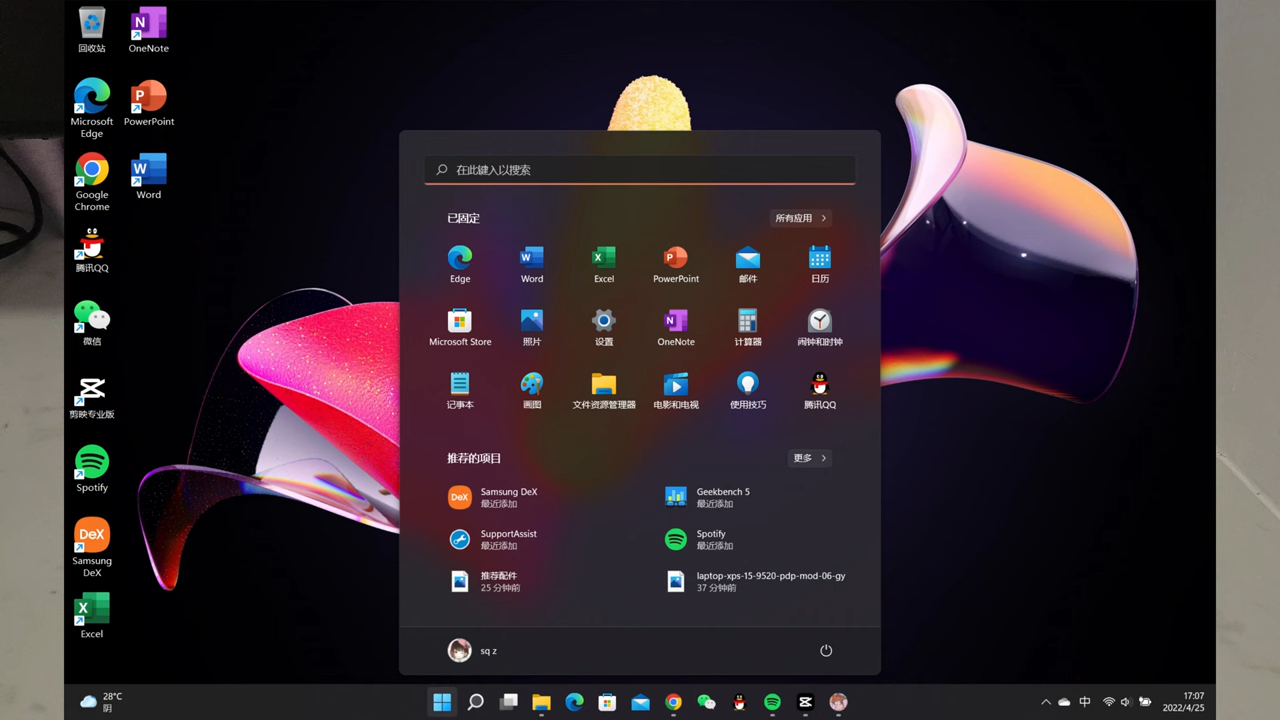 回收站
OneNote
Microsoft
Edge
PowerPoint
Google
Chrome
Word
腾讯QQ
微信
剪映专业版
Spotify
DeX
Samsung
DeX
Excel
在此键入以搜索
已固定
所有应用
Edge
Word
Excel
PowerPoint
邮件
日历
Microsoft Store
照片
设置
OneNote
计算器
闹钟和时钟
记事本
画图
文件资源管理器
电影和电视
使用技巧
腾讯QQ
推荐的项目
更多
DeX
Samsung DeX
最近添加
Geekbench 5
最近添加
SupportAssist
最近添加
Spotify
最近添加
推荐配件
25 分钟前
laptop-xps-15-9520-pdp-mod-06-gy
37 分钟前
sq z
28°C
阴
中
17:07
2022/4/25